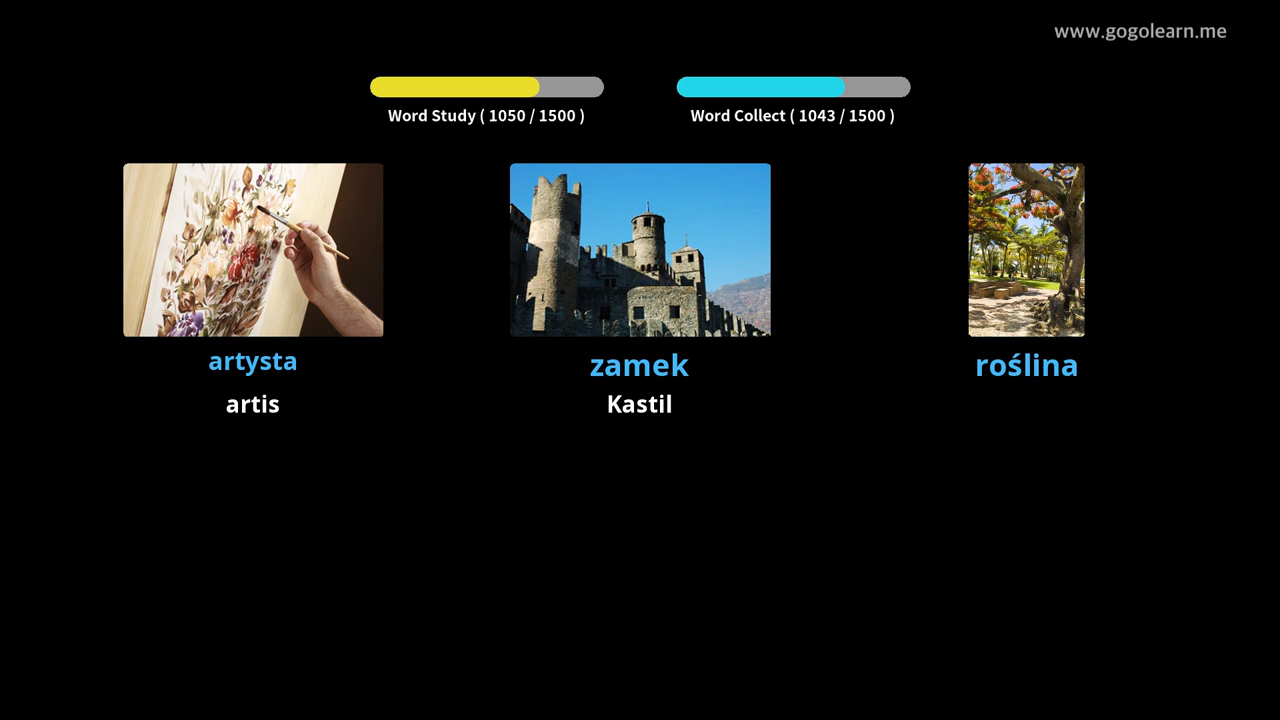 www.gogolearn.me
Word Study ( 1050 / 1500 )
Word Collect ( 1043 / 1500 )
artysta
zamek
roślina
artis
Kastil